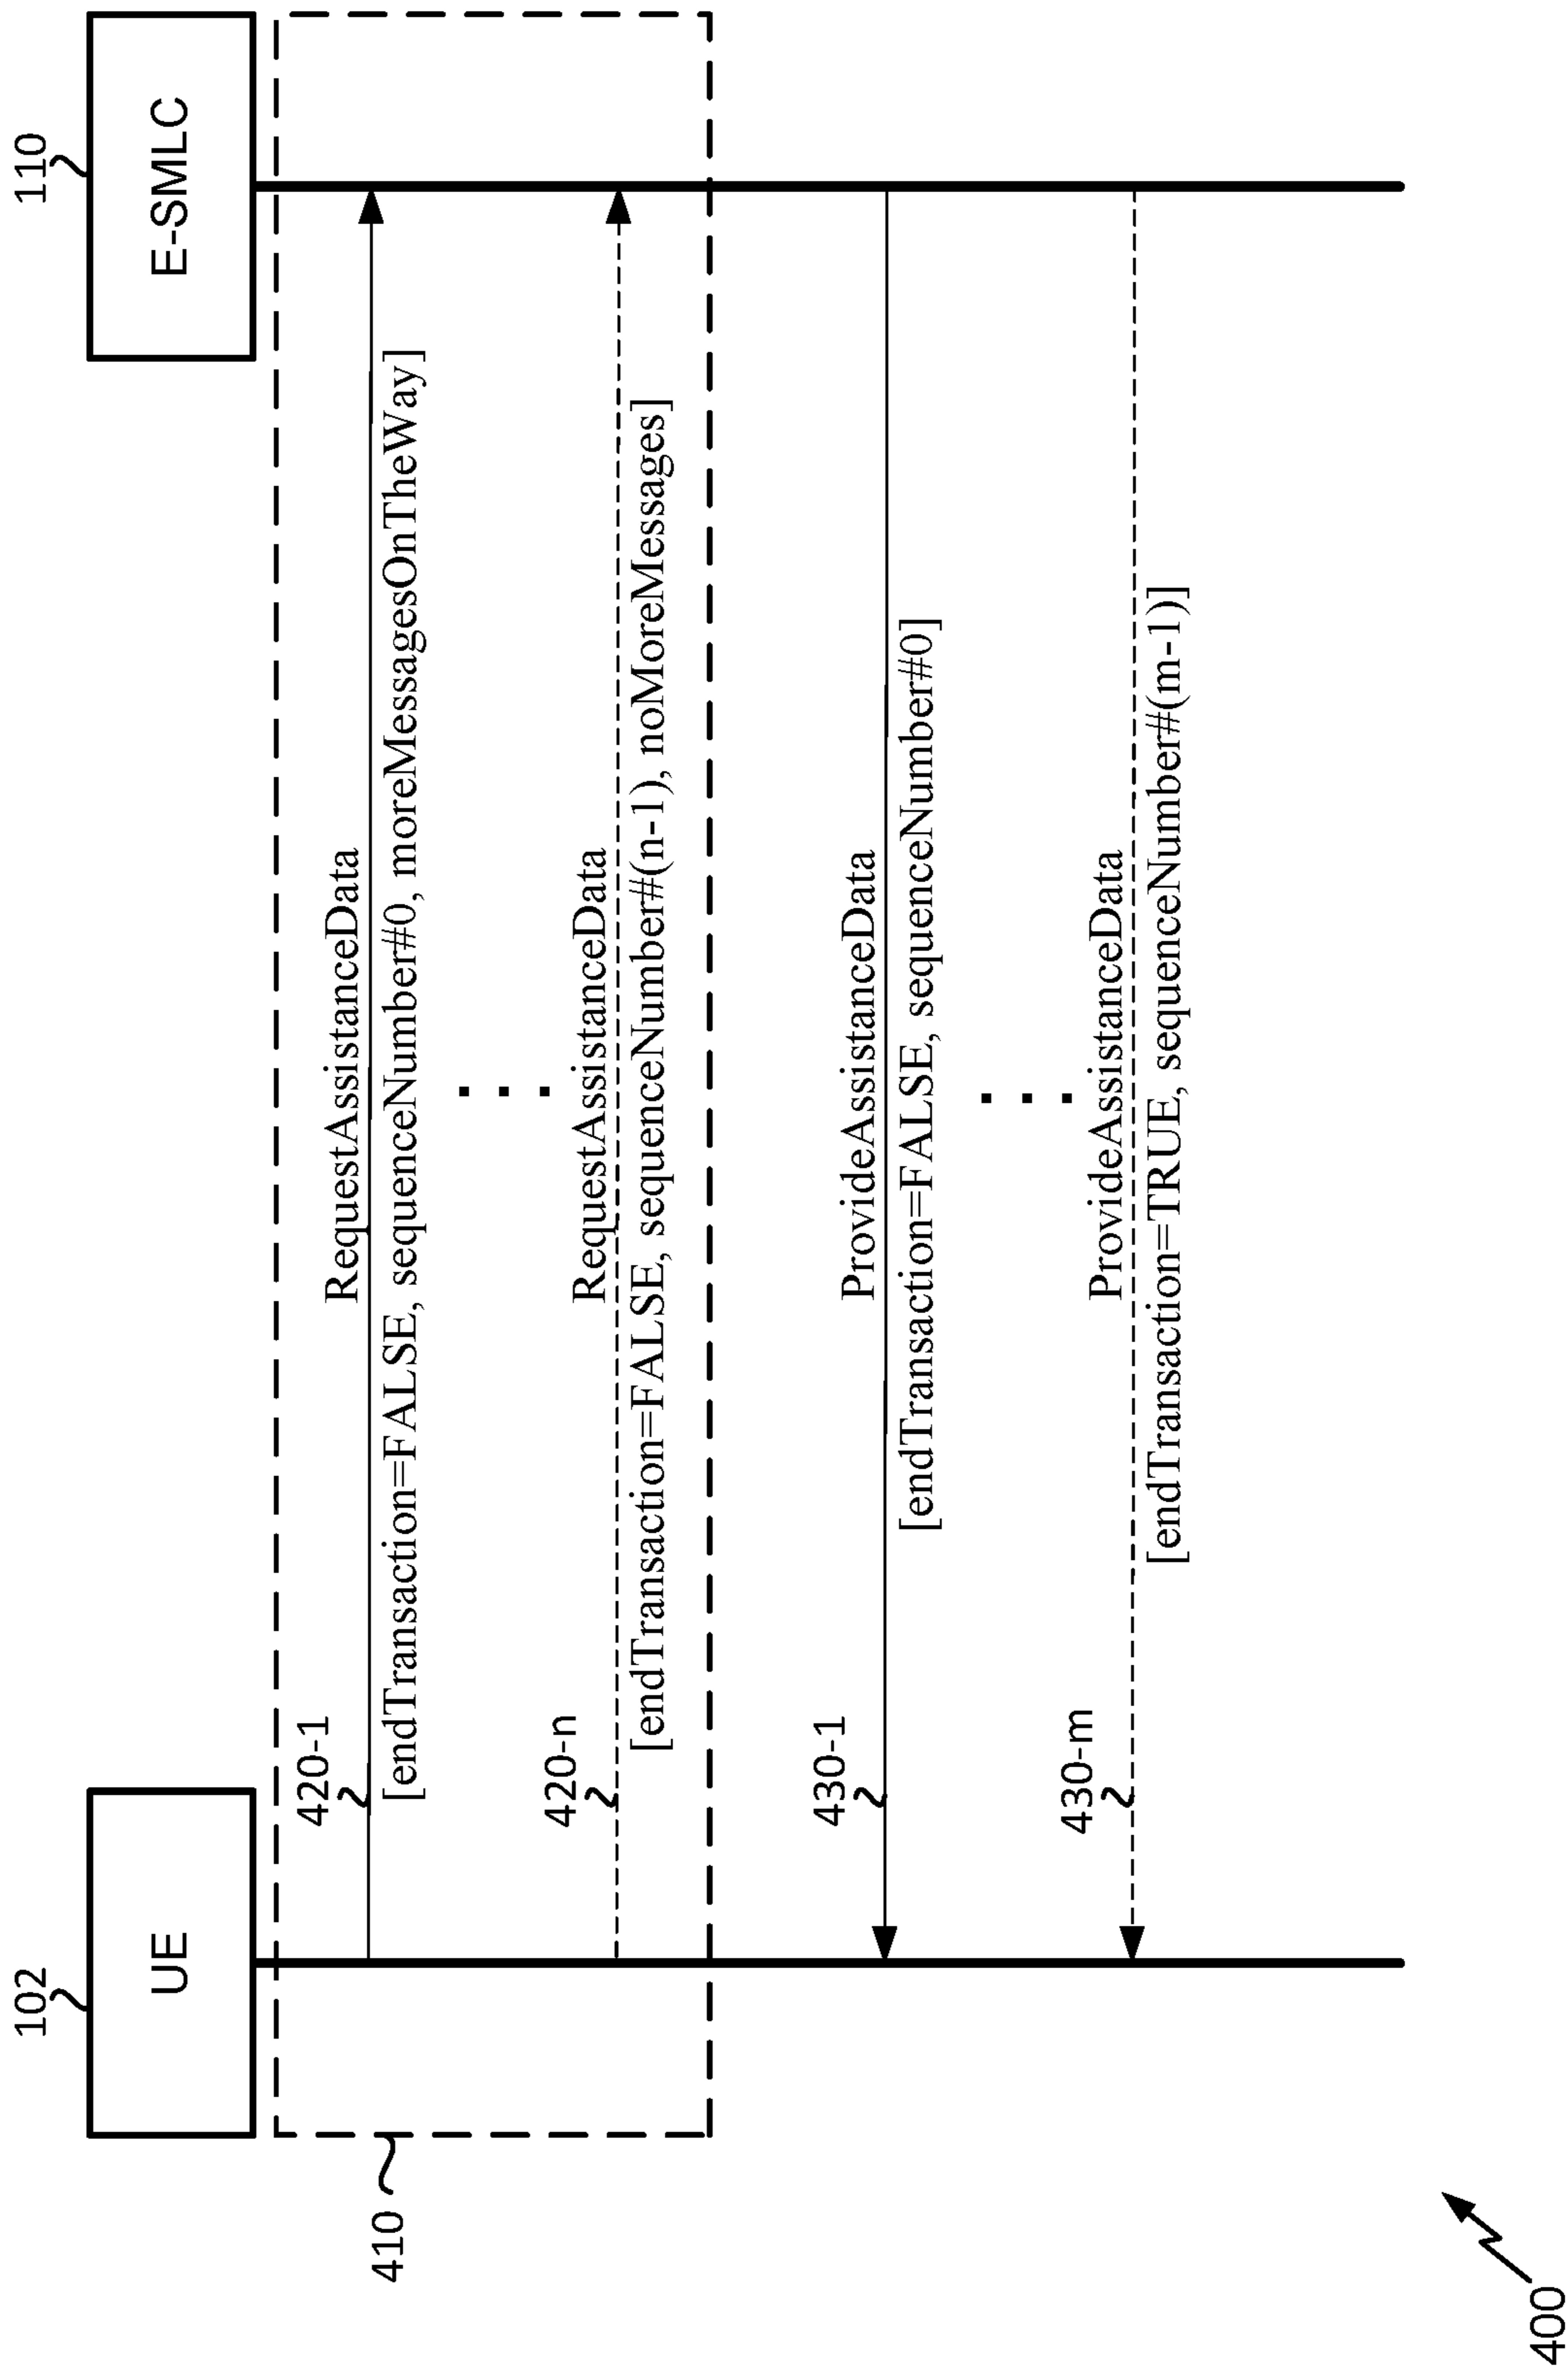 102
110
UE
E-SMLC
410
420-1
RequestAssistanceData
[endTransaction=FALSE, sequenceNumber#0, moreMessagesOnTheWay]
420-n
RequestAssistanceData
[endTransaction=FALSE, sequenceNumber#(n-1), noMoreMessages]
430-1
ProvideAssistanceData
[endTransaction=FALSE, sequenceNumber#0]
430-m
ProvideAssistanceData
[endTransaction=TRUE, sequenceNumber#(m-1)]
400